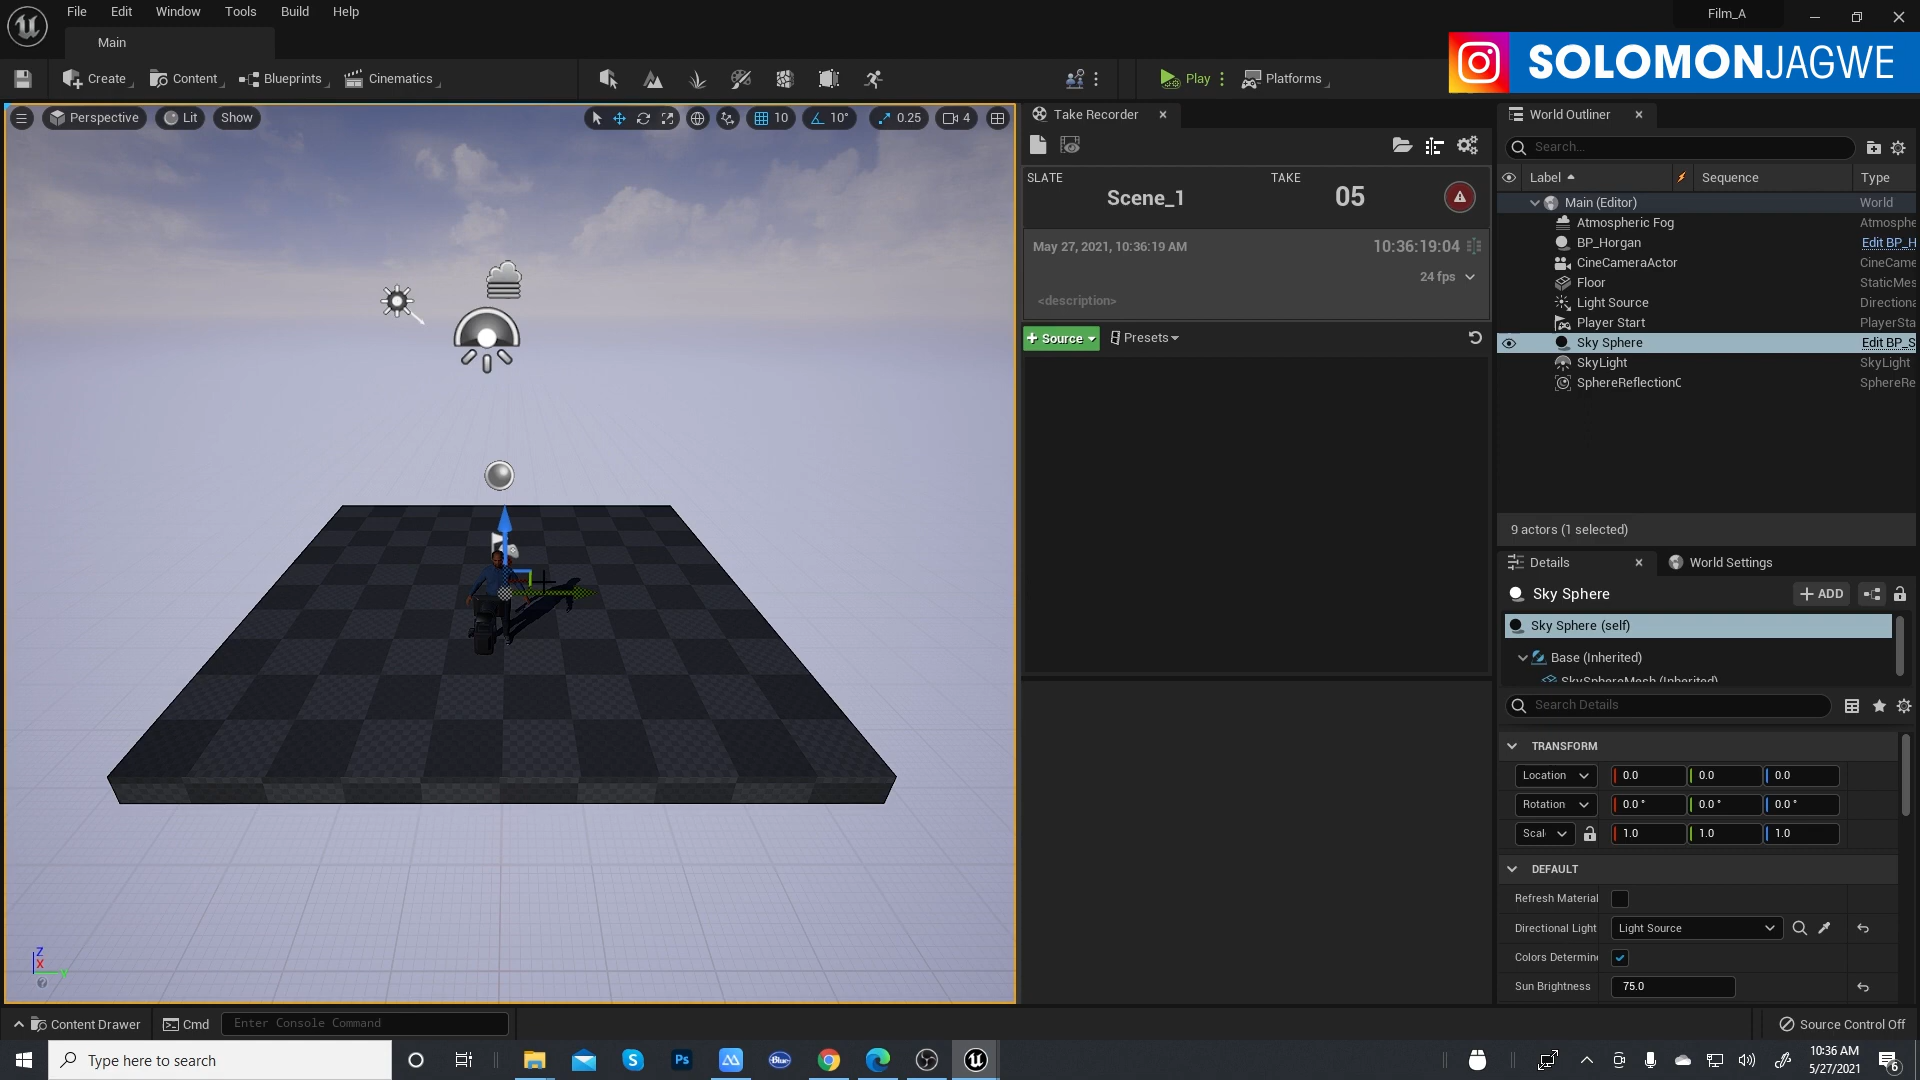 File Edit Window Tools Build Help
Film_A
Main
SOLOMONJAGWE
Create Content Blueprints Cinematics
Play Platforms
Perspective Lit Show
10 10° 0.25 4
Take Recorder
SLATE
Scene_1
TAKE
05
May 27, 2021, 10:36:19 AM
10:36:19:04
24 fps
<description>
+ Source
Presets
World Outliner
Search...
Label Sequence Type
Main (Editor) World
Atmospheric Fog Atmosphe
BP_Horgan Edit BP_H
CineCameraActor CineCame
Floor StaticMes
Light Source Directiona
Player Start PlayerSta
Sky Sphere Edit BP_S
SkyLight SkyLight
SphereReflectionC SphereRe
9 actors (1 selected)
Details World Settings
Sky Sphere
+ ADD
Sky Sphere (self)
Base (Inherited)
SkySphereMesh (Inherited)
Search Details
TRANSFORM
Location 0.0 0.0 0.0
Rotation 0.0 ° 0.0 ° 0.0 °
Scal 1.0 1.0 1.0
DEFAULT
Refresh Material
Directional Light Light Source
Colors Determin
Sun Brightness 75.0
Z
X
Content Drawer Cmd Enter Console Command
Source Control Off
Type here to search
Ps
Blue
10:36 AM
5/27/2021
6